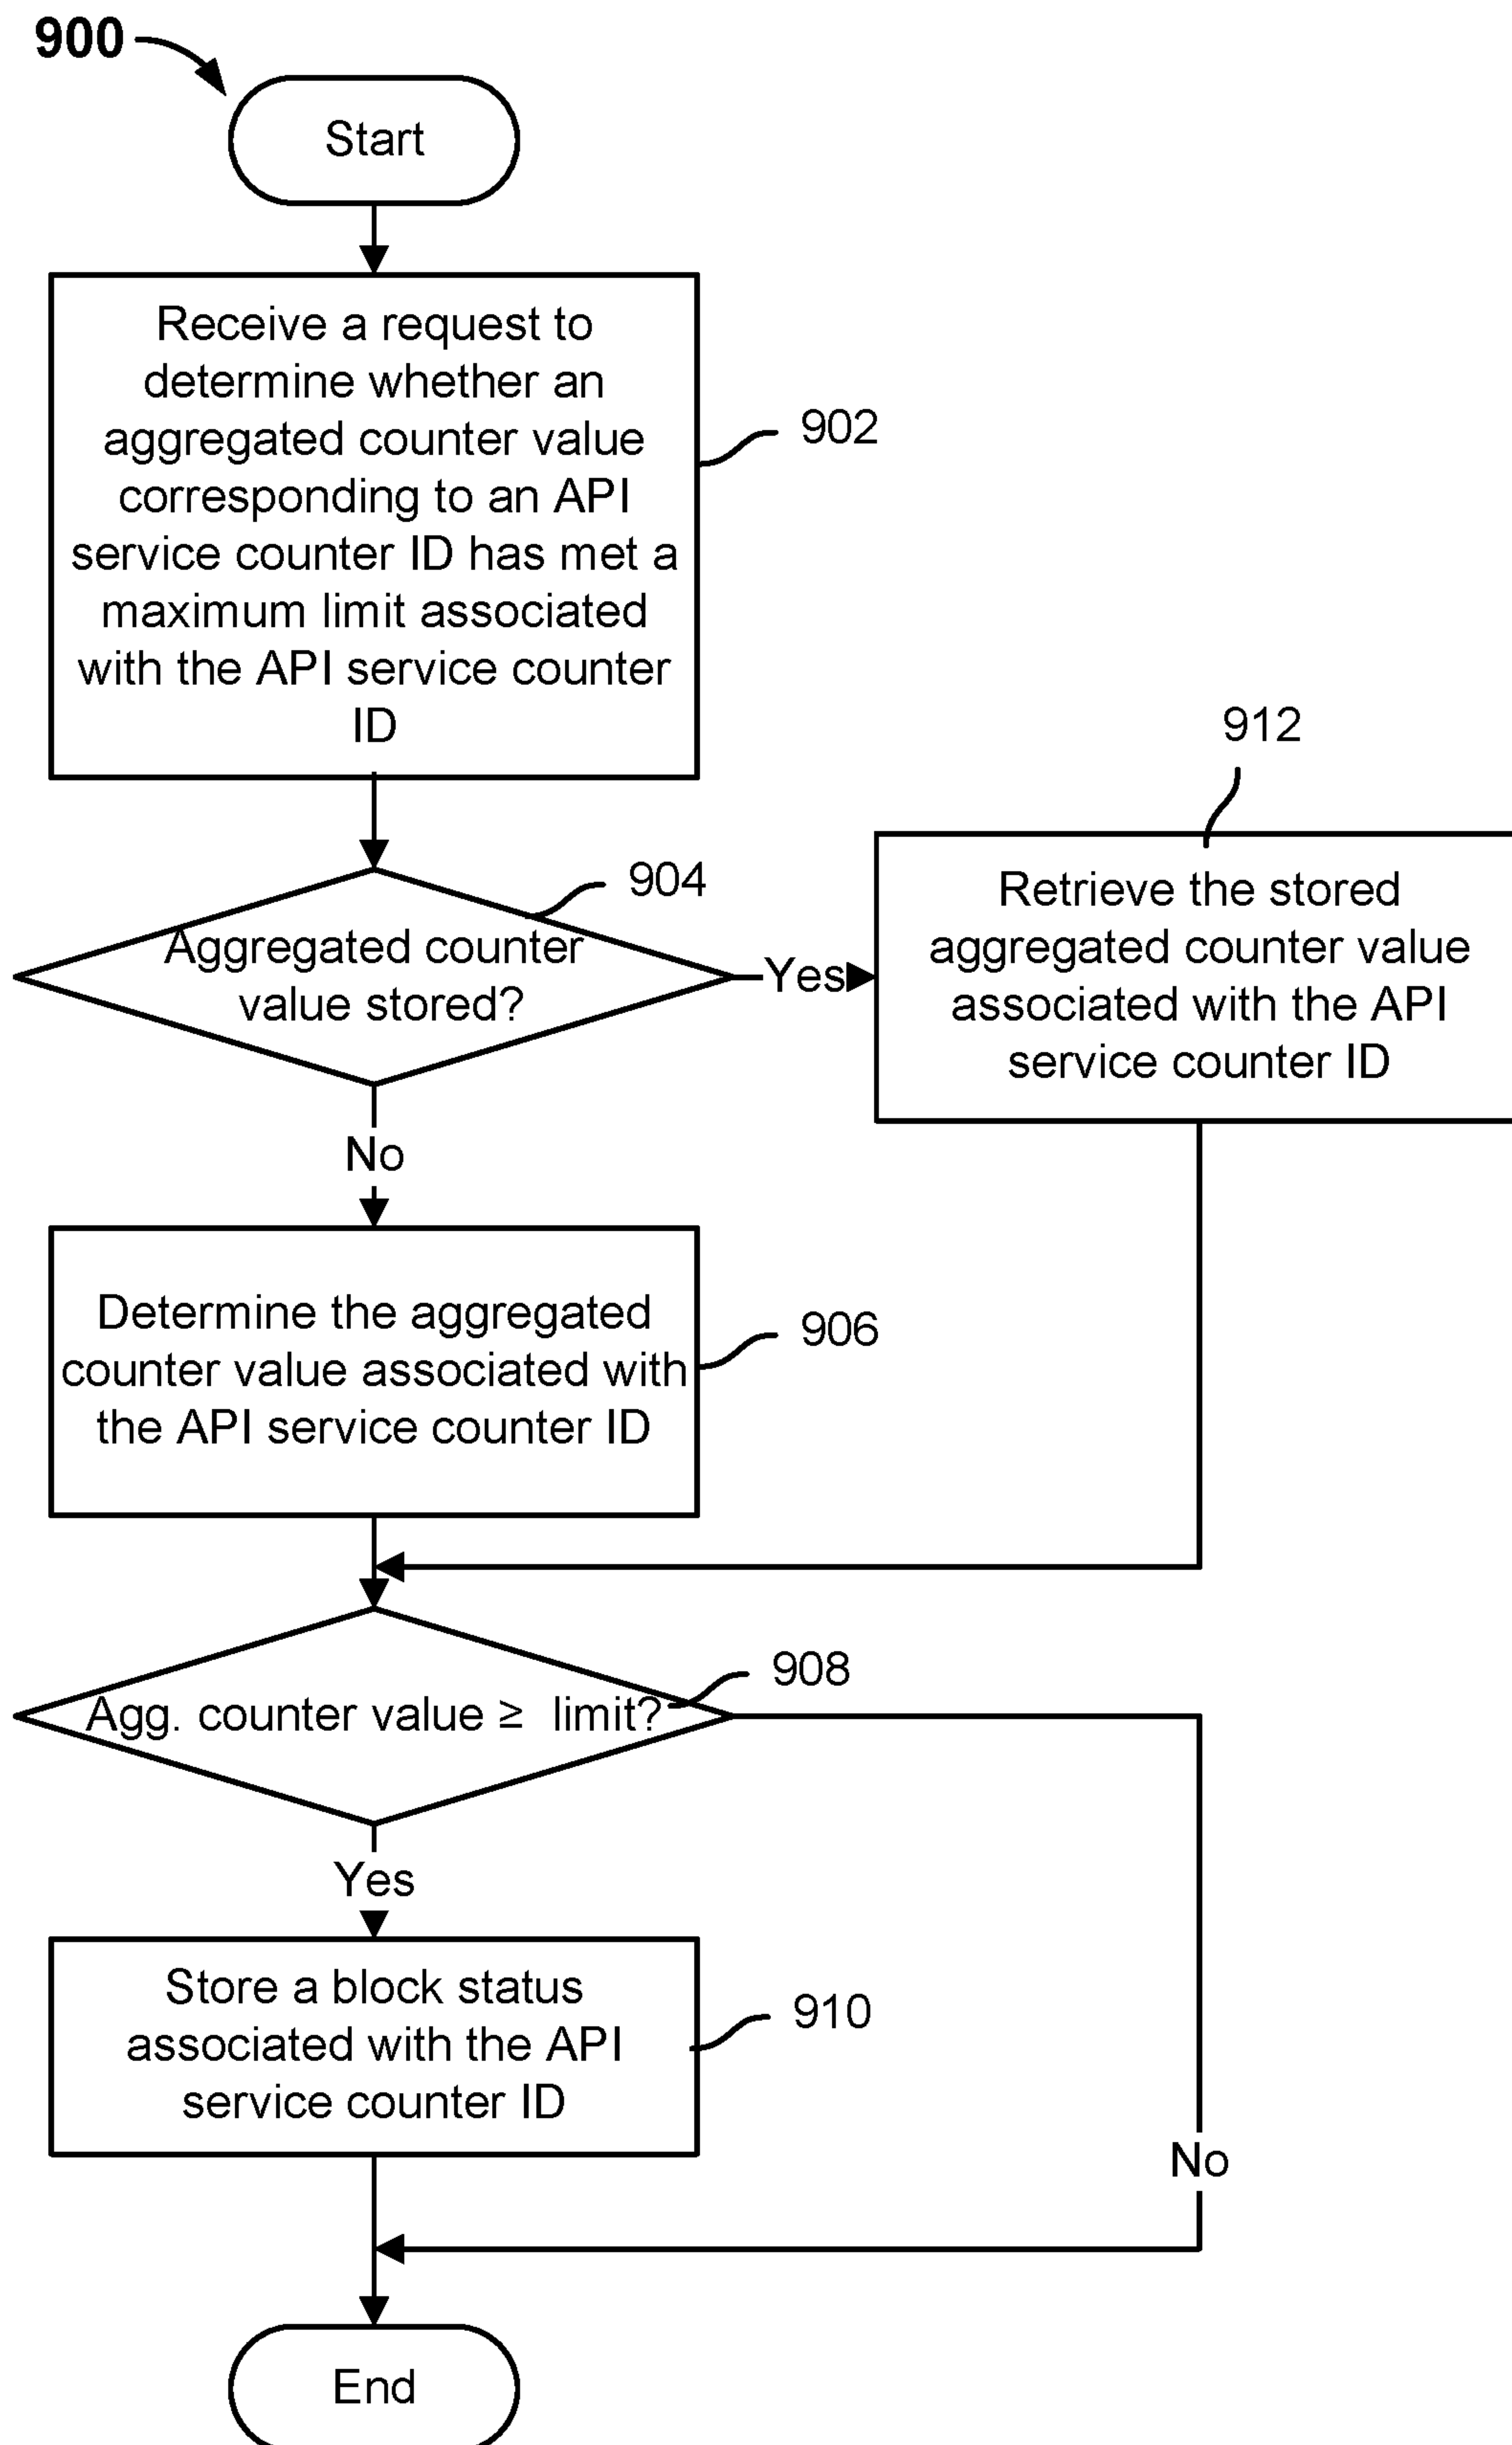 900
Start
Receive a request to
determine whether an
aggregated counter value
corresponding to an API
service counter ID has met a
maximum limit associated
with the API service counter
ID
902
904
Aggregated counter
value stored?
Yes
912
Retrieve the stored
aggregated counter value
associated with the API
service counter ID
No
Determine the aggregated
counter value associated with
the API service counter ID
906
908
Agg. counter value ≥ limit?
Yes
Store a block status
associated with the API
service counter ID
910
No
End